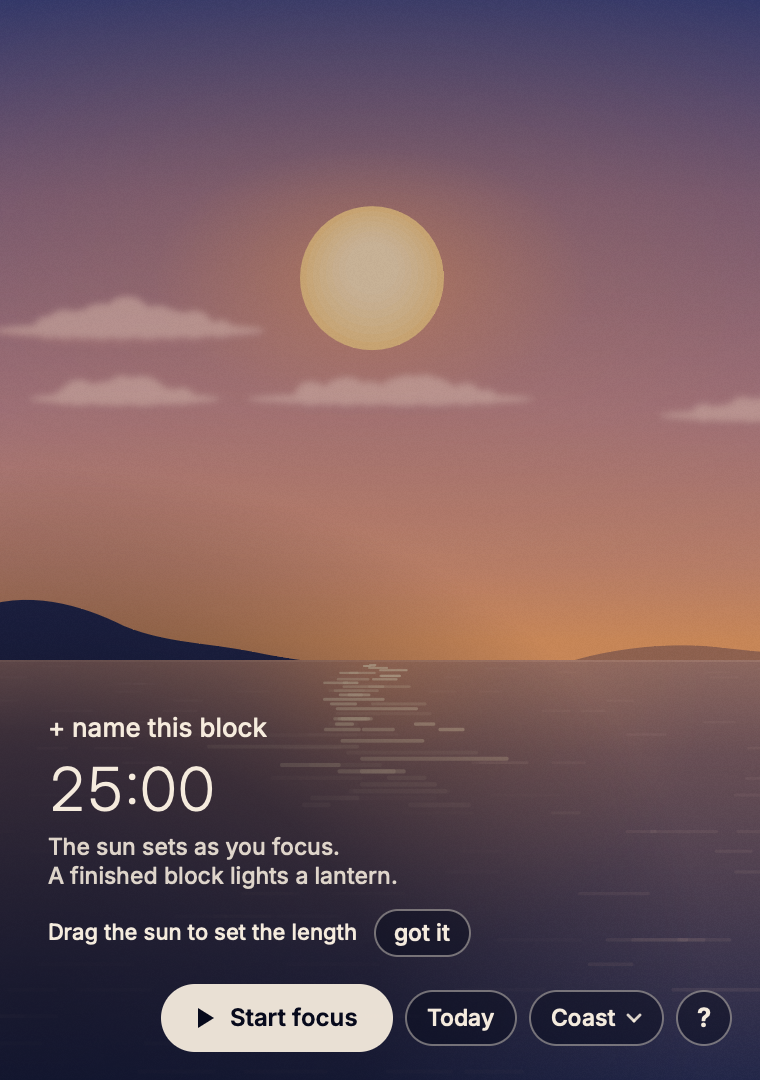 + name this block
25:00
The sun sets as you focus.
A finished block lights a lantern.
Drag the sun to set the length
got it
Start focus
Today
Coast
?